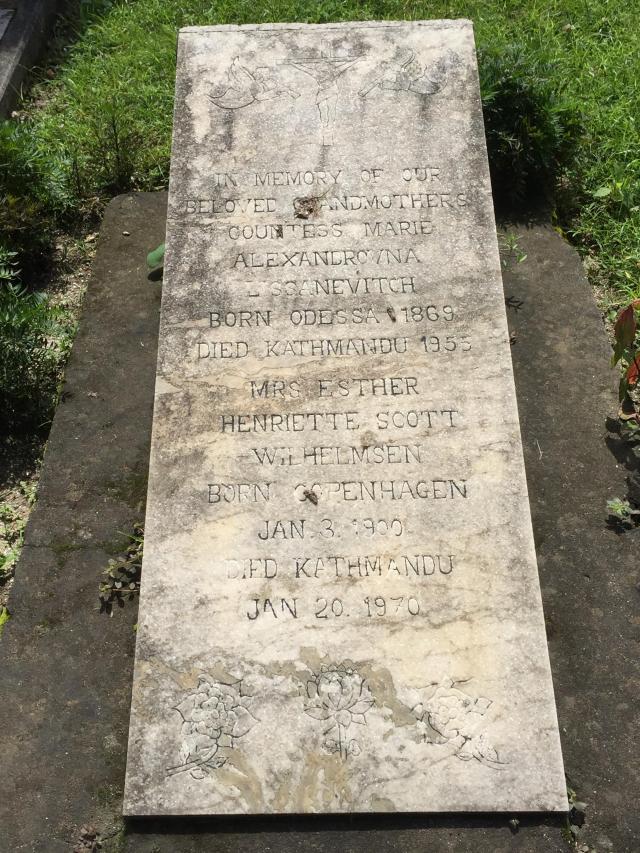 IN MEMORY OF OUR
BELOVED GRANDMOTHERS
COUNTESS MARIE
ALEXANDROVNA
LISSANEVITCH
BORN ODESSA 1869
DIED KATHMANDU 1955
MRS ESTHER
HENRIETTE SCOTT
WILHELMSEN
BORN COPENHAGEN
JAN. 3. 1900
DIED KATHMANDU
JAN 20. 1970